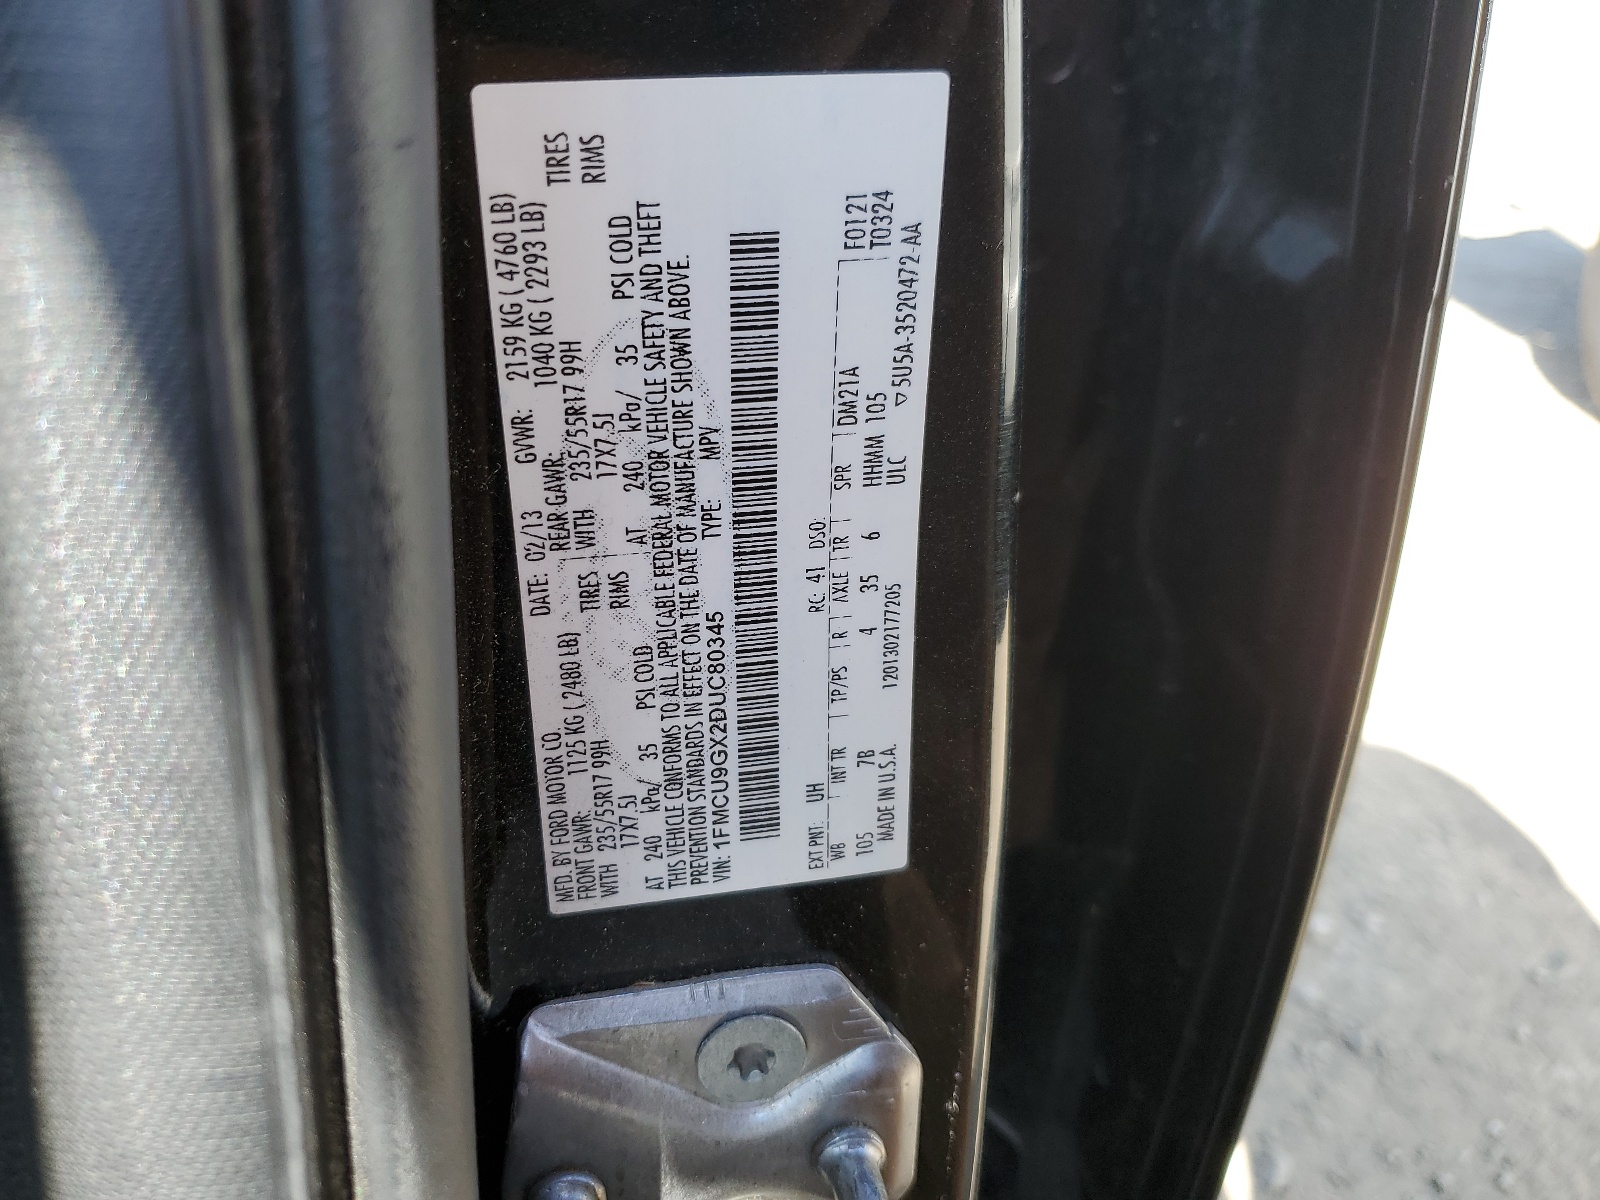 MFD. BY FORD MOTOR CO.
DATE: 02/13 GVWR: 2159 KG ( 4760 LB)
FRONT GAWR: 1125 KG ( 2480 LB) REAR GAWR: 1040 KG ( 2293 LB)
WITH 235/55R17 99H TIRES WITH 235/55R17 99H TIRES
17X7.5J RIMS 17X7.5J RIMS
AT 240 kPa/ 35 PSI COLD AT 240 kPa/ 35 PSI COLD
THIS VEHICLE CONFORMS TO ALL APPLICABLE FEDERAL MOTOR VEHICLE SAFETY AND THEFT
PREVENTION STANDARDS IN EFFECT ON THE DATE OF MANUFACTURE SHOWN ABOVE.
VIN: 1FMCU9GX2DUC80345 TYPE: MPV
EXT PNT: UH RC: 41 DSO: F0121
WB INT TR TP/PS R AXLE TR SPR DM21A T0324
105 7B 4 35 6 HHMM 105
MADE IN U.S.A. 1201302177205 ULC ▽ 5U5A-3520472-AA